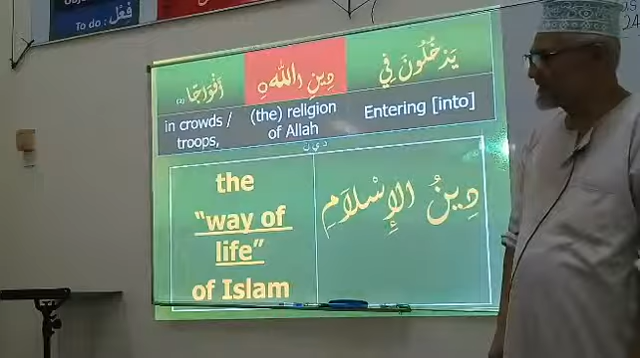 To do : فَعْل
يَدْخُلُونَ فِي
دِينِ اللهِ
أَفْوَاجًا
Entering [into]
(the) religion
of Allah
in crowds /
troops,
د ي ن
the
"way of
life"
of Islam
دِينُ الإِسْلَامِ